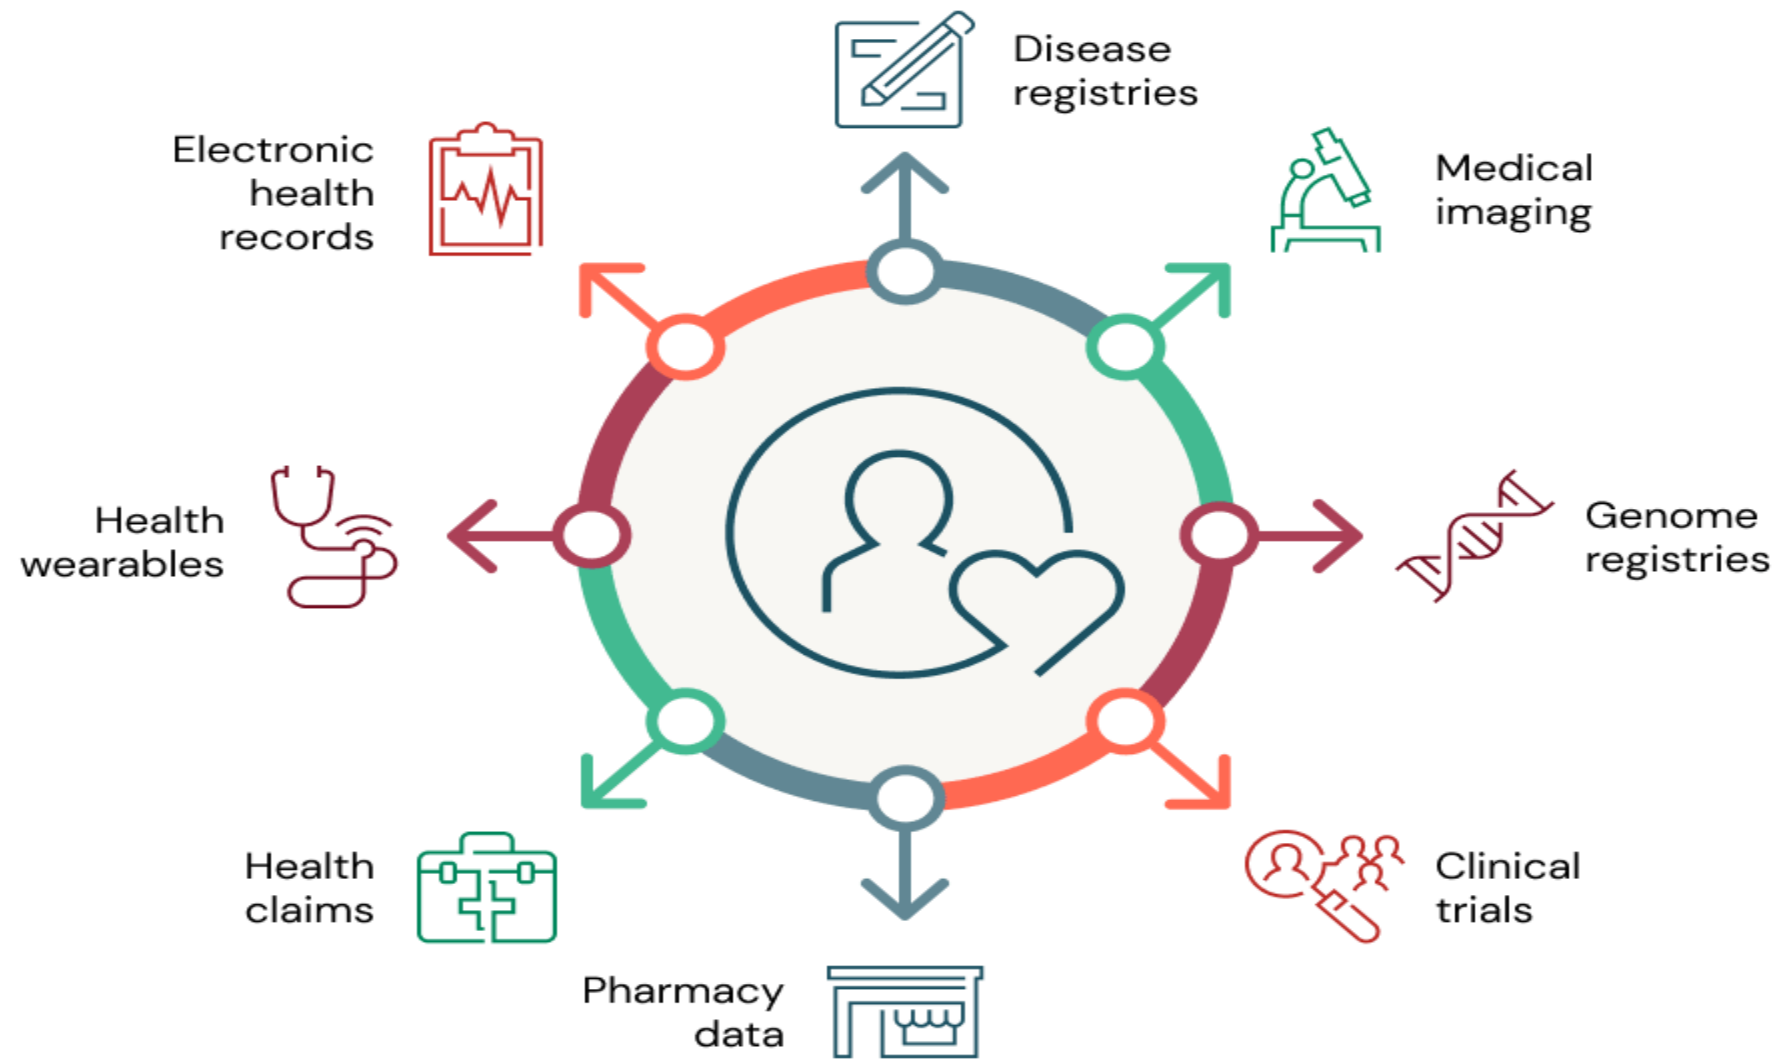 Disease
registries
Electronic
health
records
Medical
imaging
Health
wearables
Genome
registries
Health
claims
Clinical
trials
Pharmacy
data